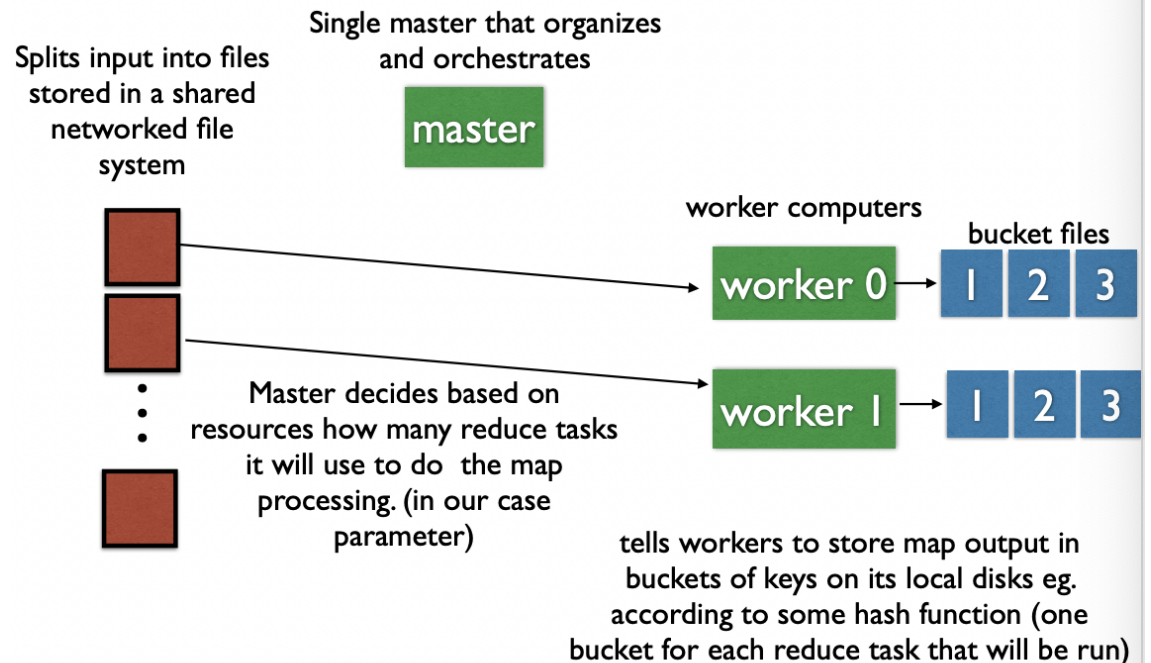 Single master that organizes
and orchestrates
Splits input into files
stored in a shared
networked file
system
master
worker computers
bucket files
worker 0
1 2 3
worker 1
1 2 3
Master decides based on
resources how many reduce tasks
it will use to do the map
processing. (in our case
parameter)
tells workers to store map output in
buckets of keys on its local disks eg.
according to some hash function (one
bucket for each reduce task that will be run)